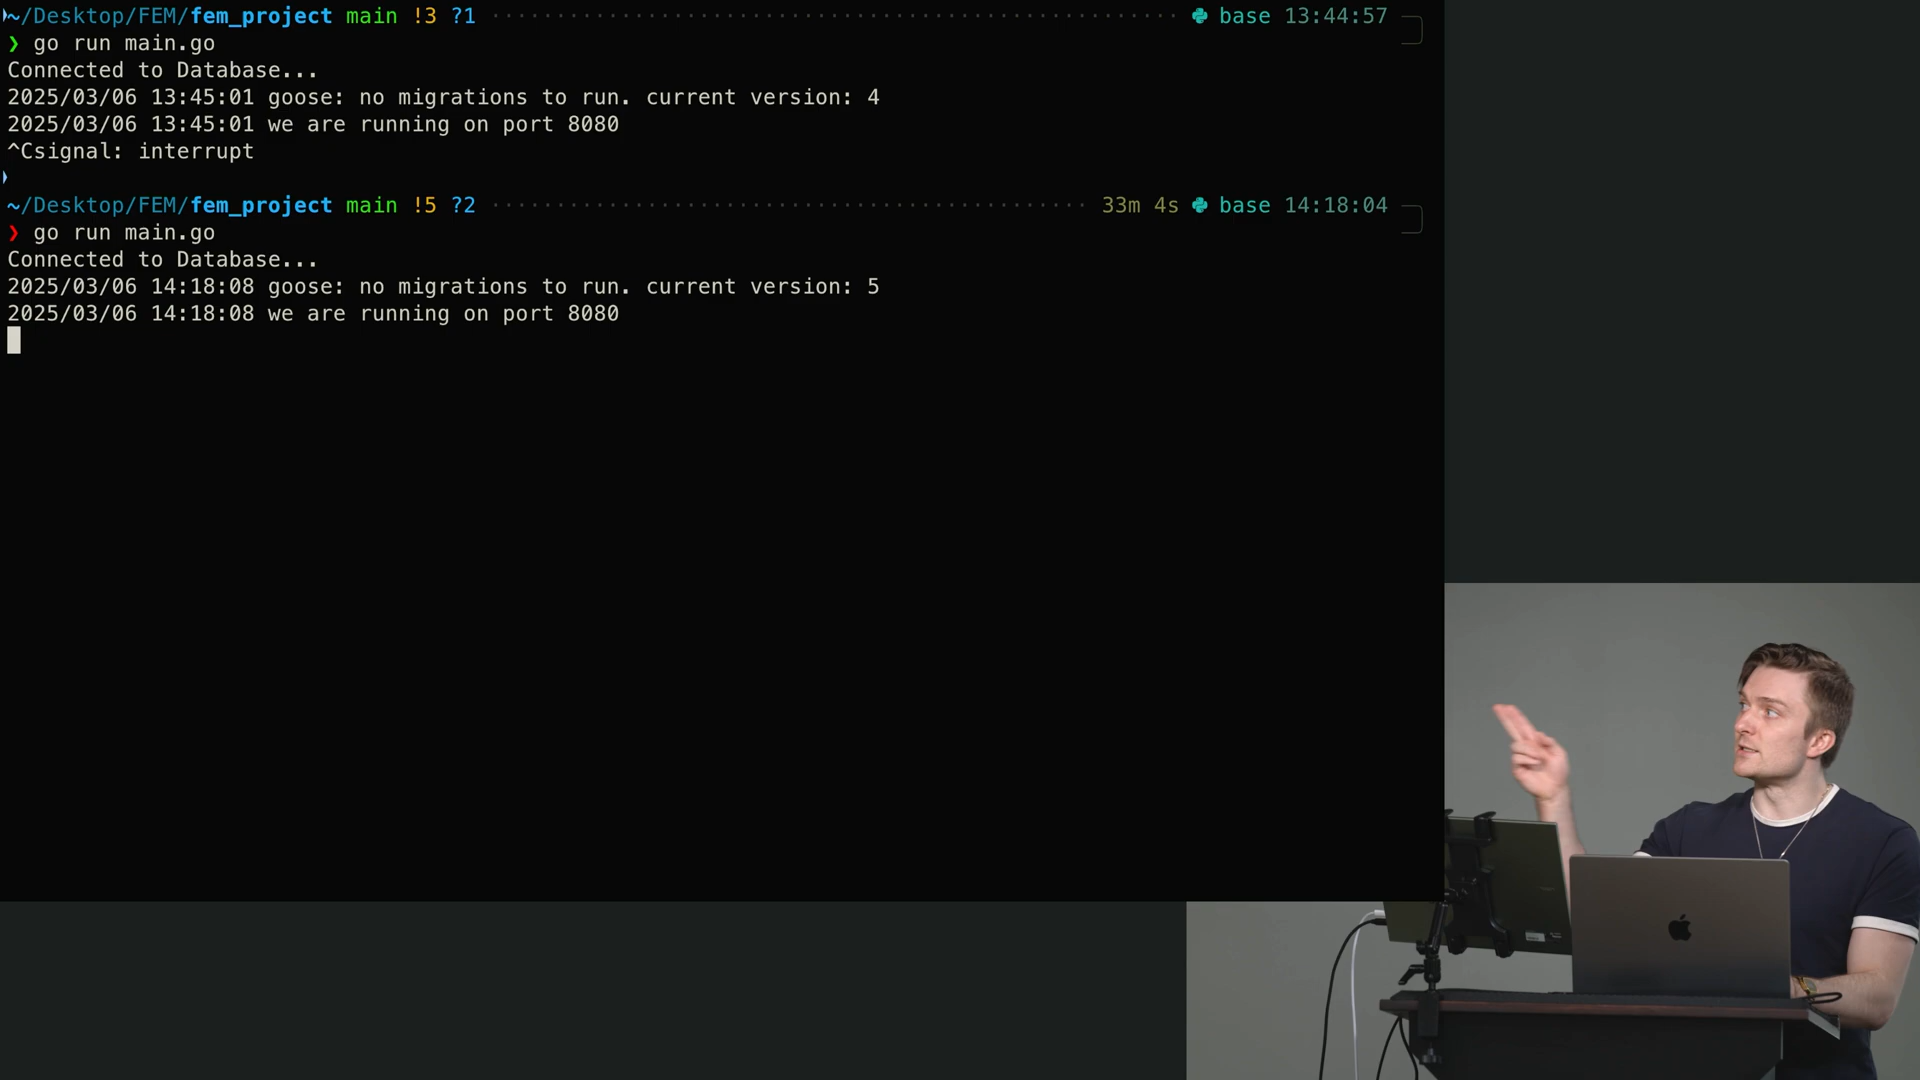 ~/Desktop/FEM/fem_project main !3 ?1 base 13:44:57
❯ go run main.go
Connected to Database...
2025/03/06 13:45:01 goose: no migrations to run. current version: 4
2025/03/06 13:45:01 we are running on port 8080
^Csignal: interrupt
~/Desktop/FEM/fem_project main !5 ?2 33m 4s base 14:18:04
❯ go run main.go
Connected to Database...
2025/03/06 14:18:08 goose: no migrations to run. current version: 5
2025/03/06 14:18:08 we are running on port 8080